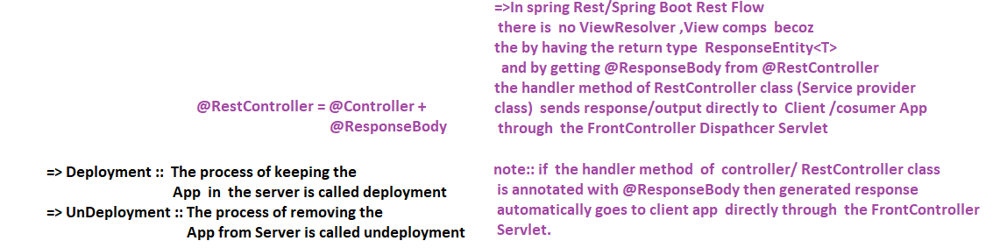 @RestController = @Controller +
@ResponseBody
=> Deployment :: The process of keeping the
App in the server is called deployment
=> UnDeployment :: The process of removing the
App from Server is called undeployment
=>In spring Rest/Spring Boot Rest Flow
there is no ViewResolver ,View comps becoz
the by having the return type ResponseEntity<T>
and by getting @ResponseBody from @RestController
the handler method of RestController class (Service provider
class) sends response/output directly to Client /cosumer App
through the FrontController Dispathcer Servlet
note:: if the handler method of controller/ RestController class
is annotated with @ResponseBody then generated response
automatically goes to client app directly through the FrontController
Servlet.